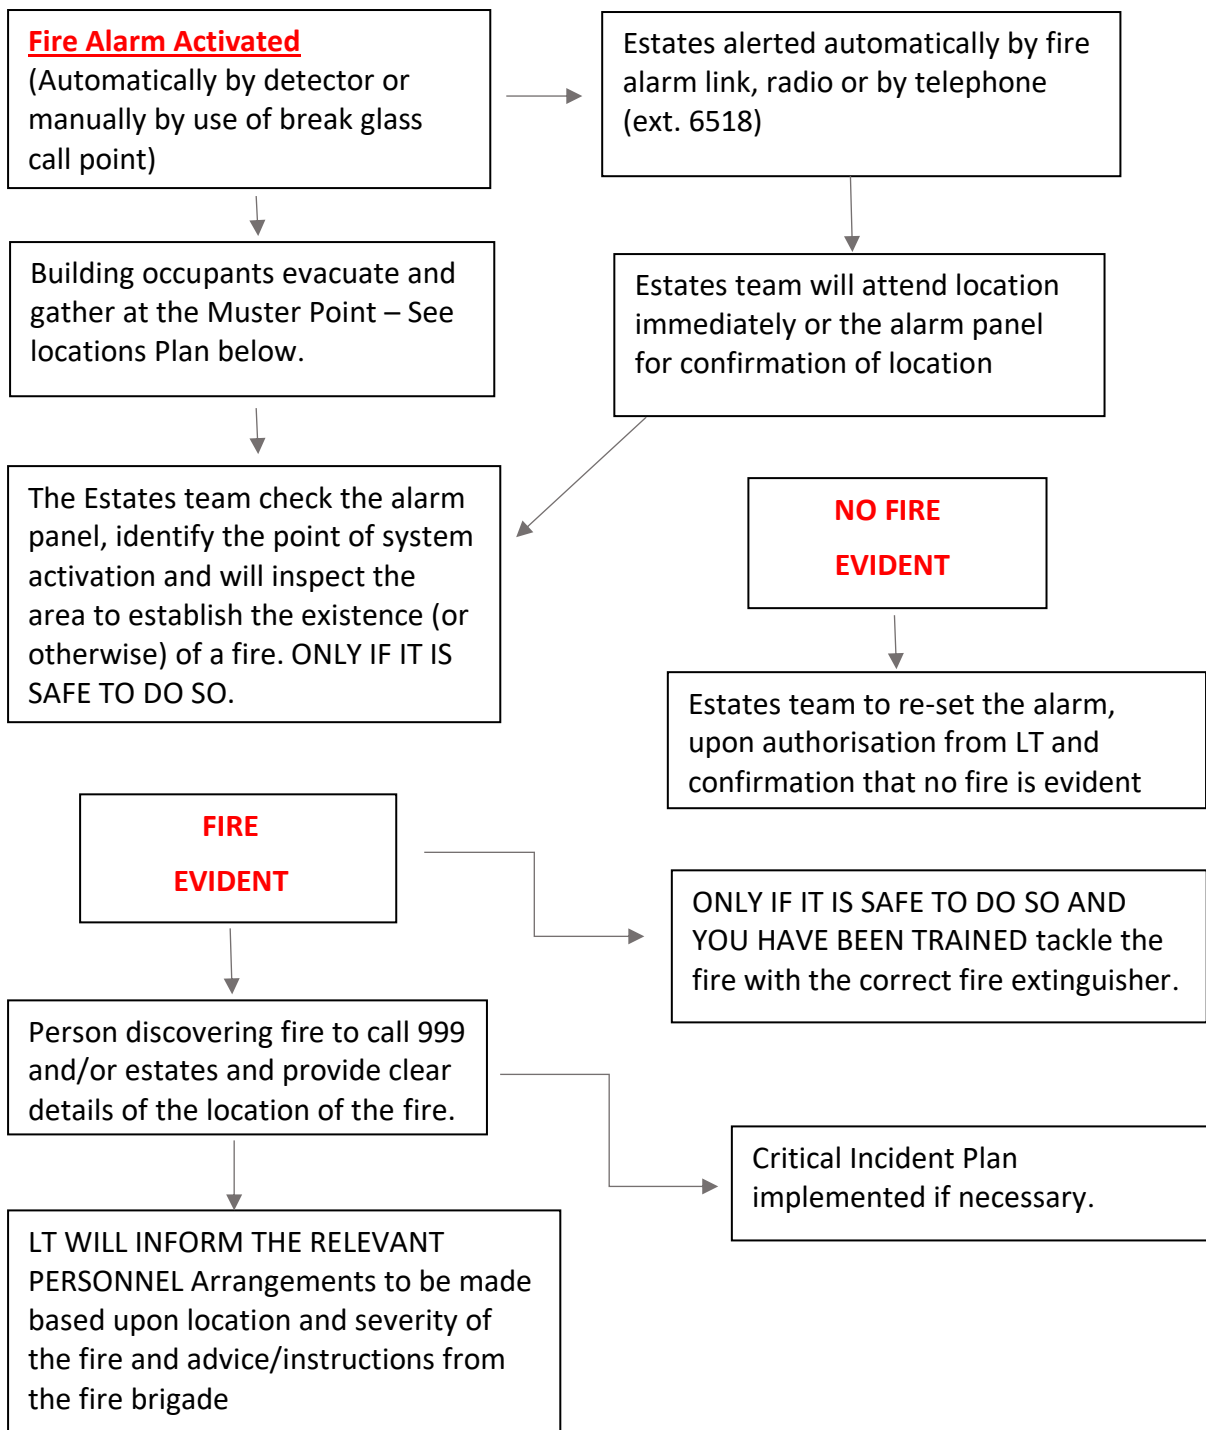 Fire Alarm Activated
(Automatically by detector or
manually by use of break glass
call point)
Estates alerted automatically by fire
alarm link, radio or by telephone
(ext. 6518)
Building occupants evacuate and
gather at the Muster Point – See
locations Plan below.
Estates team will attend location
immediately or the alarm panel
for confirmation of location
The Estates team check the alarm
panel, identify the point of system
activation and will inspect the
area to establish the existence (or
otherwise) of a fire. ONLY IF IT IS
SAFE TO DO SO.
NO FIRE
EVIDENT
Estates team to re-set the alarm,
upon authorisation from LT and
confirmation that no fire is evident
FIRE
EVIDENT
ONLY IF IT IS SAFE TO DO SO AND
YOU HAVE BEEN TRAINED tackle the
fire with the correct fire extinguisher.
Person discovering fire to call 999
and/or estates and provide clear
details of the location of the fire.
Critical Incident Plan
implemented if necessary.
LT WILL INFORM THE RELEVANT
PERSONNEL Arrangements to be made
based upon location and severity of
the fire and advice/instructions from
the fire brigade